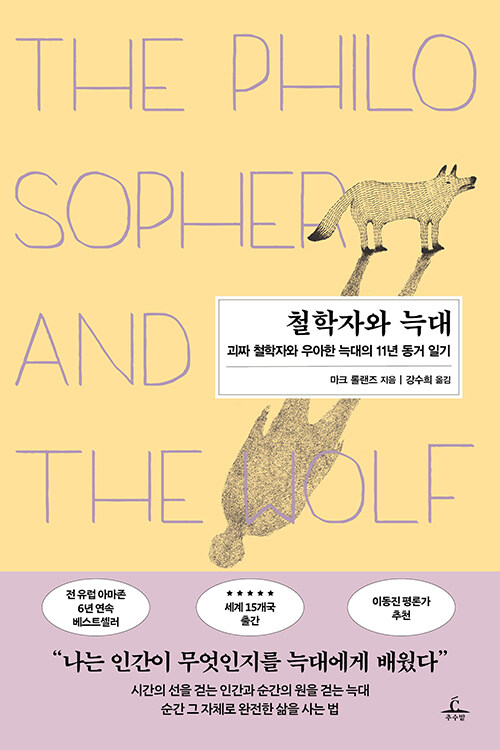 THE PHILO
SOPHER
AND
THE WOLF
철학자와 늑대
괴짜 철학자와 우아한 늑대의 11년 동거 일기
마크 롤랜즈 지음 | 강수희 옮김
전 유럽 아마존
6년 연속
베스트셀러
★★★★★
세계 15개국
출간
이동진 평론가
추천
“나는 인간이 무엇인지를 늑대에게 배웠다”
시간의 선을 걷는 인간과 순간의 원을 걷는 늑대
순간 그 자체로 완전한 삶을 사는 법
추수밭